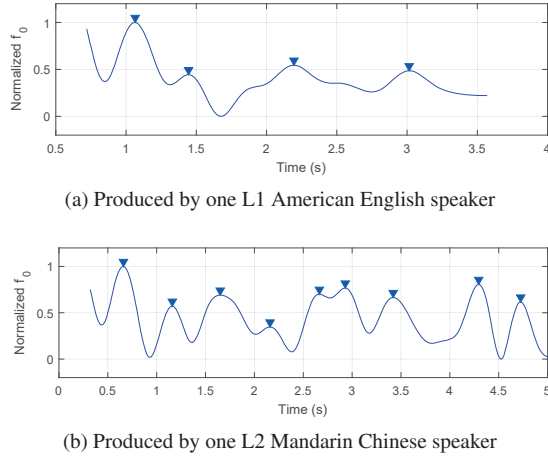 1
0.5
0
Normalized f0
0.5 1 1.5 2 2.5 3 3.5 4
Time (s)
(a) Produced by one L1 American English speaker
1
0.5
0
Normalized f0
0 0.5 1 1.5 2 2.5 3 3.5 4 4.5 5
Time (s)
(b) Produced by one L2 Mandarin Chinese speaker